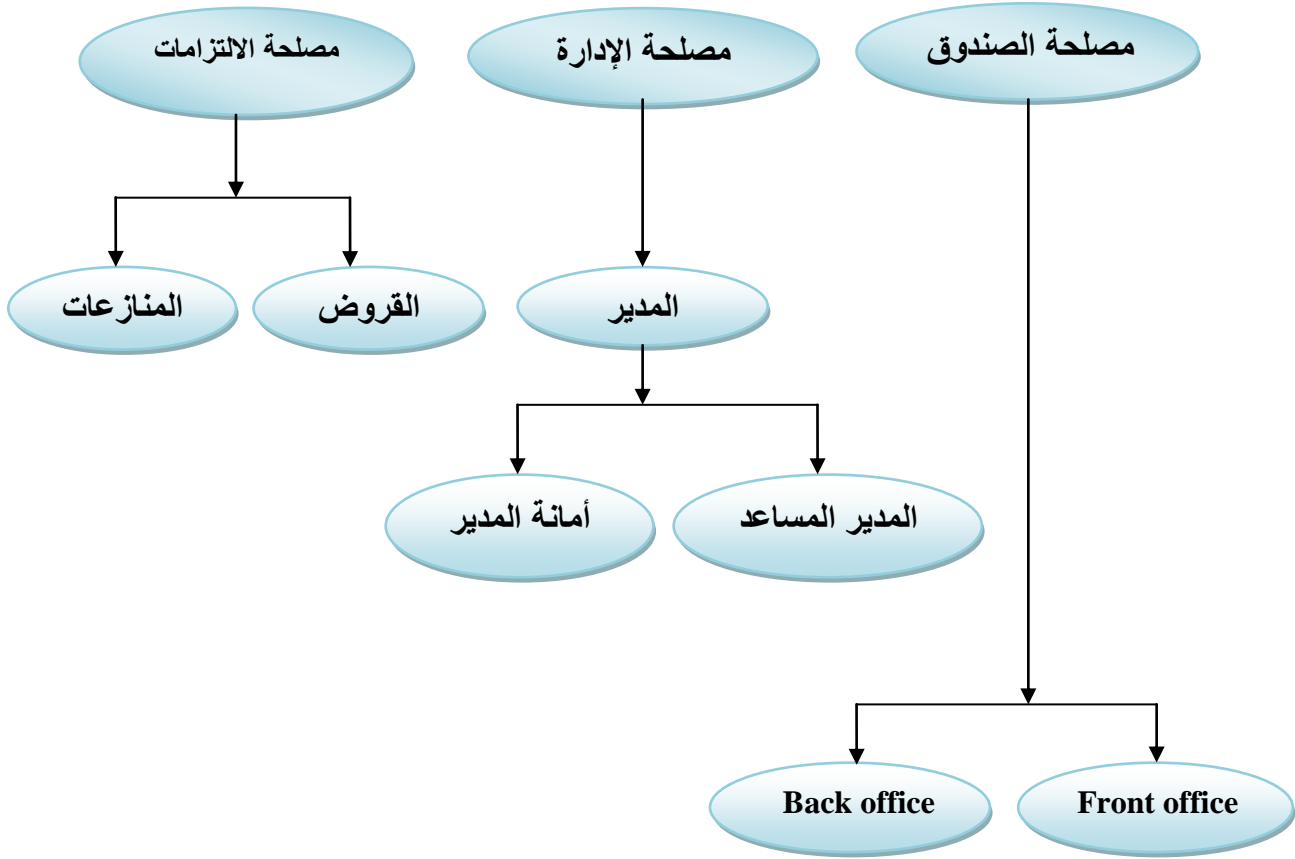 مصلحة الصندوق
مصلحة الإدارة
مصلحة الالتزامات
المدير
القروض
المنازعات
المدير المساعد
أمانة المدير
Back office
Front office